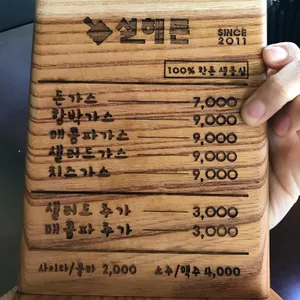 설해돈 SINCE 2011
100% 한돈 생등심
돈가스 7,000
함박가스 9,000
매콤파가스 9,000
샐러드가스 9,000
치즈가스 9,000
샐러드 추가 3,000
매콤파 추가 3,000
사이다/콜라 2,000 소주/맥주 4,000